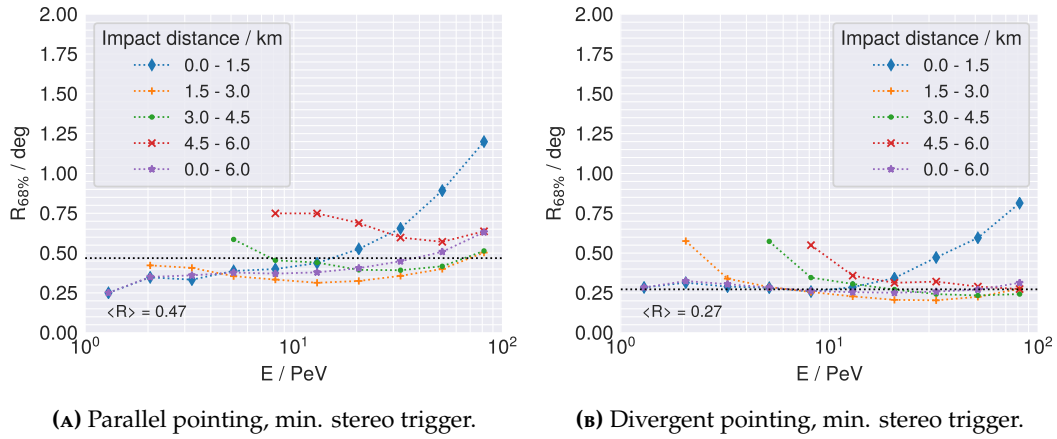 2.00
1.75
1.50
1.25
1.00
0.75
0.50
0.25
0.00
R68% / deg
Impact distance / km
0.0 - 1.5
1.5 - 3.0
3.0 - 4.5
4.5 - 6.0
0.0 - 6.0
<R> = 0.47
10^0 10^1 10^2
E / PeV
(A) Parallel pointing, min. stereo trigger.
2.00
1.75
1.50
1.25
1.00
0.75
0.50
0.25
0.00
R68% / deg
Impact distance / km
0.0 - 1.5
1.5 - 3.0
3.0 - 4.5
4.5 - 6.0
0.0 - 6.0
<R> = 0.27
10^0 10^1 10^2
E / PeV
(B) Divergent pointing, min. stereo trigger.